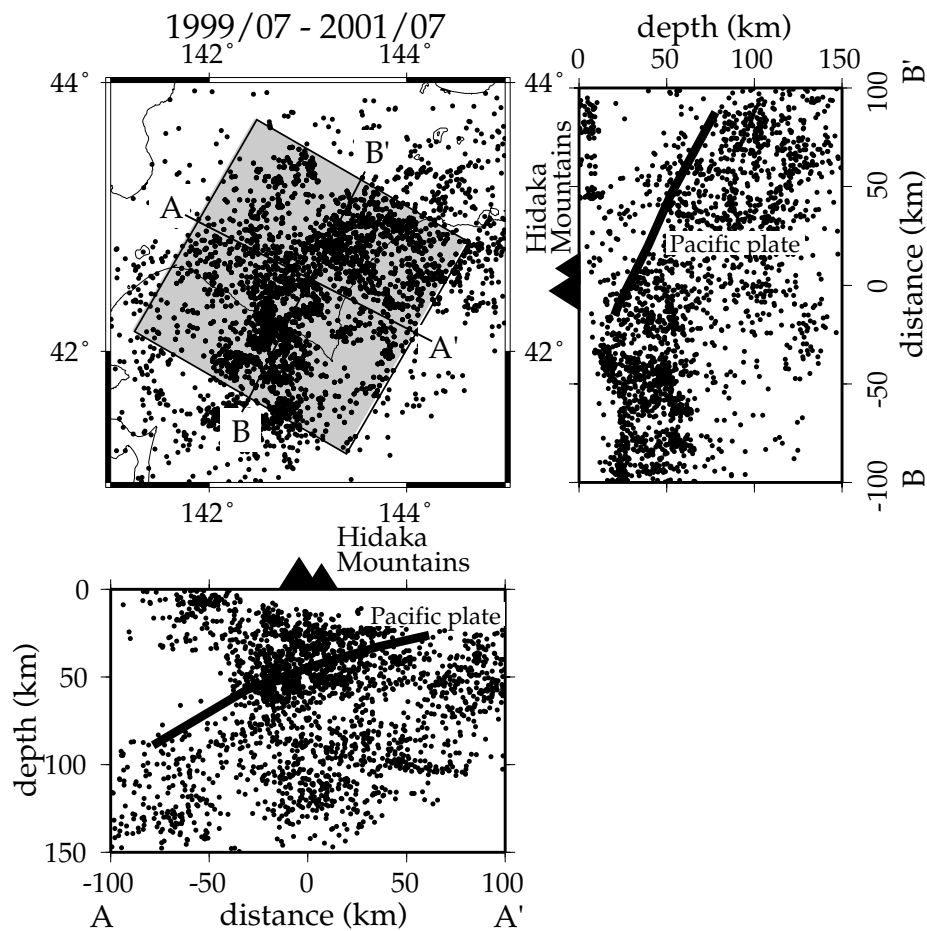 1999/07 - 2001/07
142˚ 144˚
44˚ 44˚
A
B'
42˚ 42˚
A'
B
142˚ 144˚
depth (km)
0 50 100 150
Hidaka
Mountains
Pacific plate
100 B'
50
0
distance (km)
-50
-100 B
Hidaka
Mountains
Pacific plate
0
50
100
150
depth (km)
-100 -50 0 50 100
A distance (km) A'